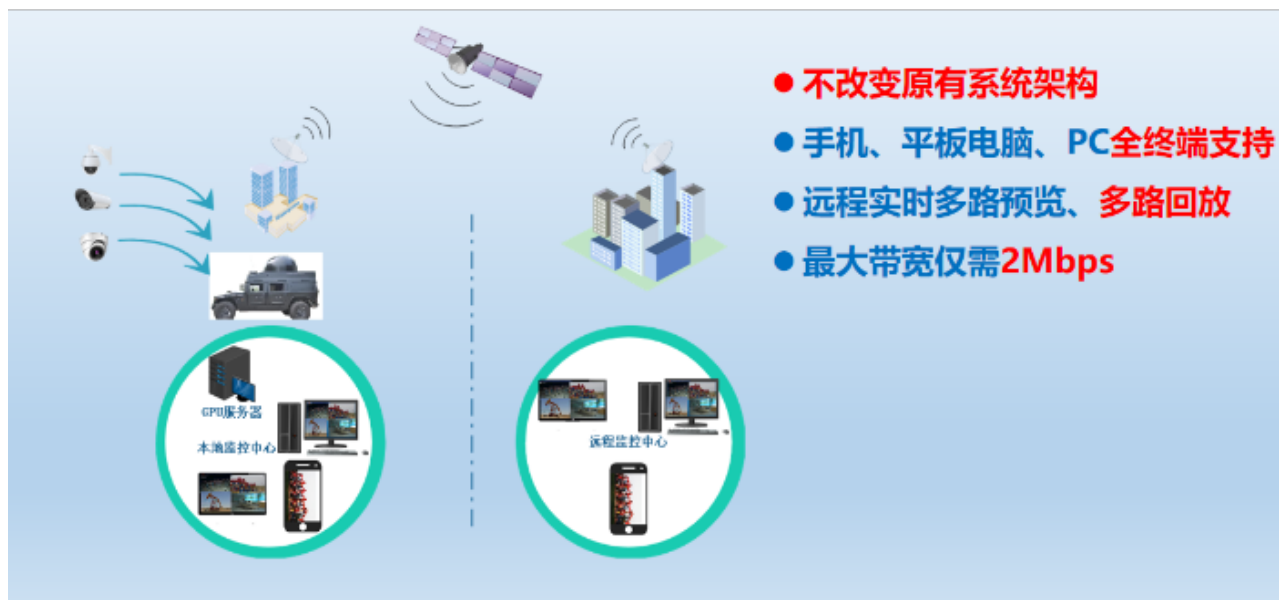 不改变原有系统架构
手机、平板电脑、PC全终端支持
远程实时多路预览、多路回放
最大带宽仅需2Mbps
GPU服务器
本地监控中心
远程监控中心